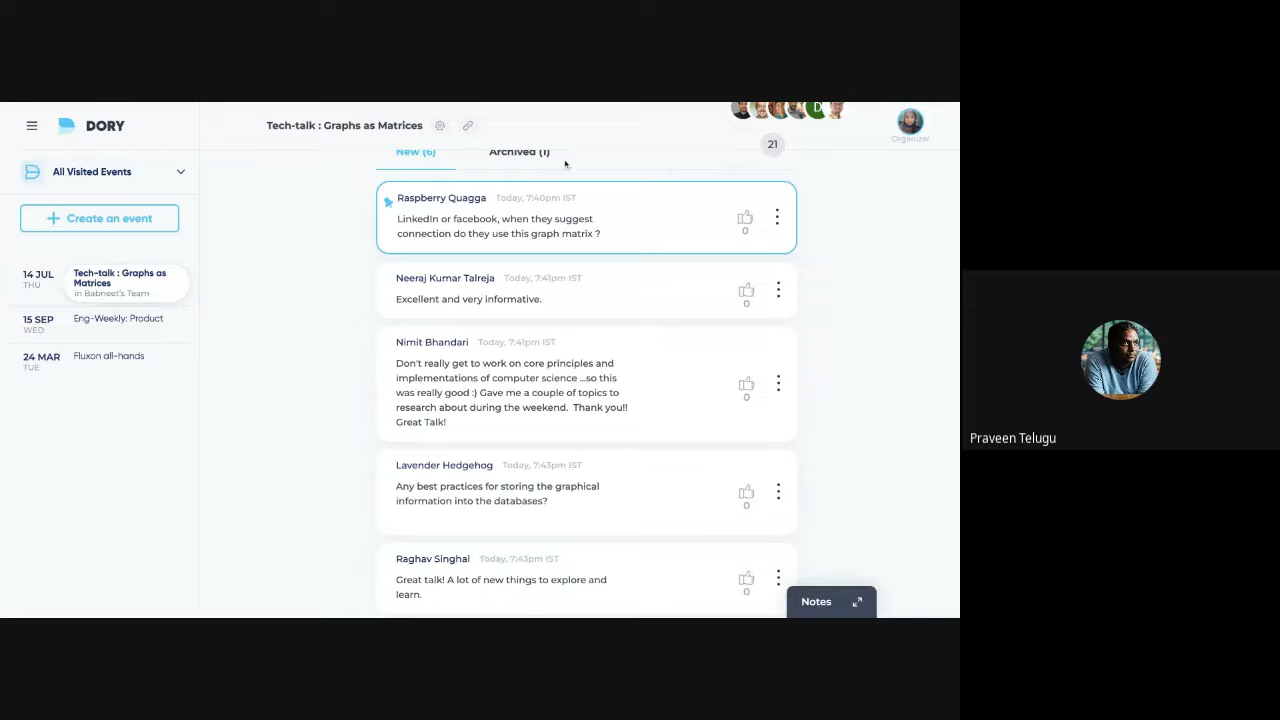 DORY
Tech-talk : Graphs as Matrices
D
Organizer
All Visited Events
New (6)
Archived (1)
21
Create an event
14 JUL
THU
Tech-talk : Graphs as
Matrices
in Babneet's Team
15 SEP
WED
Eng-Weekly: Product
24 MAR
TUE
Fluxon all-hands
Raspberry Quagga Today, 7:40pm IST
LinkedIn or facebook, when they suggest
connection do they use this graph matrix ?
0
Neeraj Kumar Talreja Today, 7:41pm IST
Excellent and very informative.
0
Nimit Bhandari Today, 7:41pm IST
Don't really get to work on core principles and
implementations of computer science ...so this
was really good :) Gave me a couple of topics to
research about during the weekend. Thank you!!
Great Talk!
0
Lavender Hedgehog Today, 7:43pm IST
Any best practices for storing the graphical
information into the databases?
0
Raghav Singhal Today, 7:43pm IST
Great talk! A lot of new things to explore and
learn.
0
Notes
Praveen Telugu